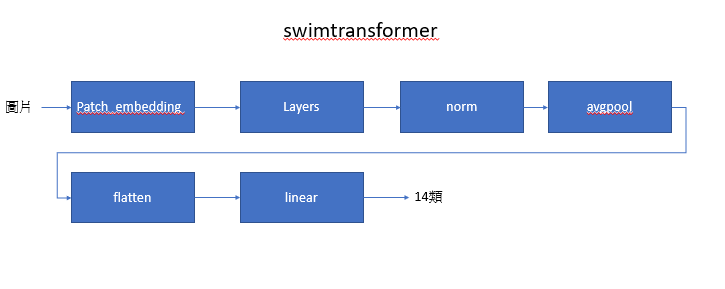 swimtransformer
圖片
Patch_embedding
Layers
norm
avgpool
flatten
linear
14類